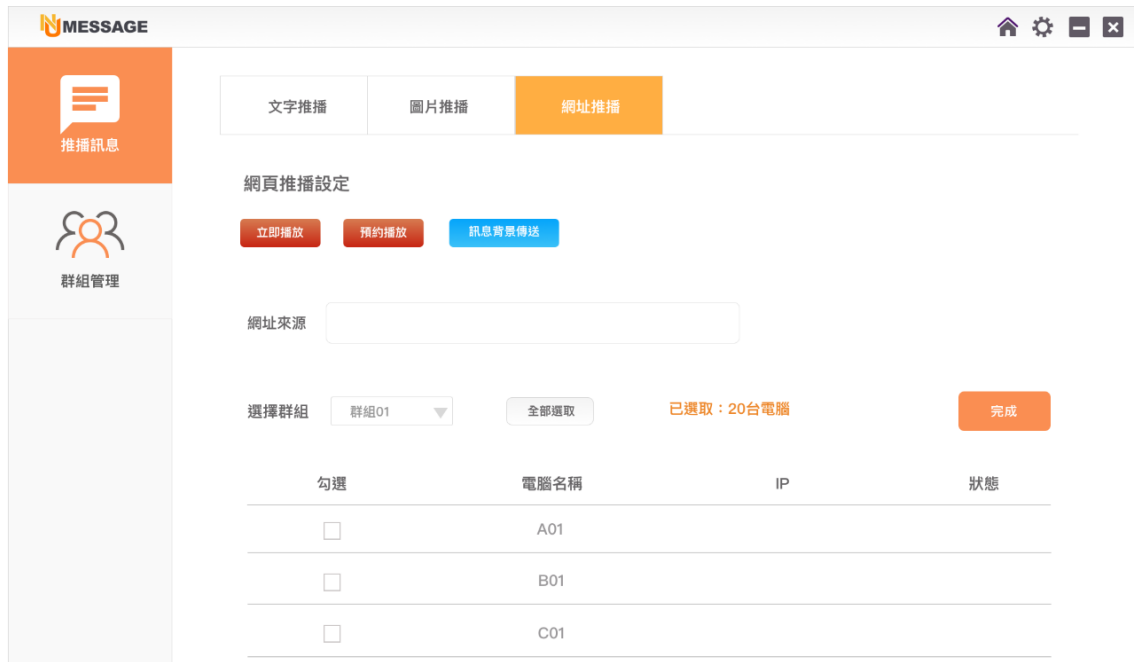 NUMESSAGE
推播訊息
群組管理
文字推播 圖片推播 網址推播
網頁推播設定
立即播放 預約播放 訊息背景傳送
網址來源
選擇群組 群組01 全部選取 已選取：20台電腦 完成
勾選 電腦名稱 IP 狀態
A01
B01
C01